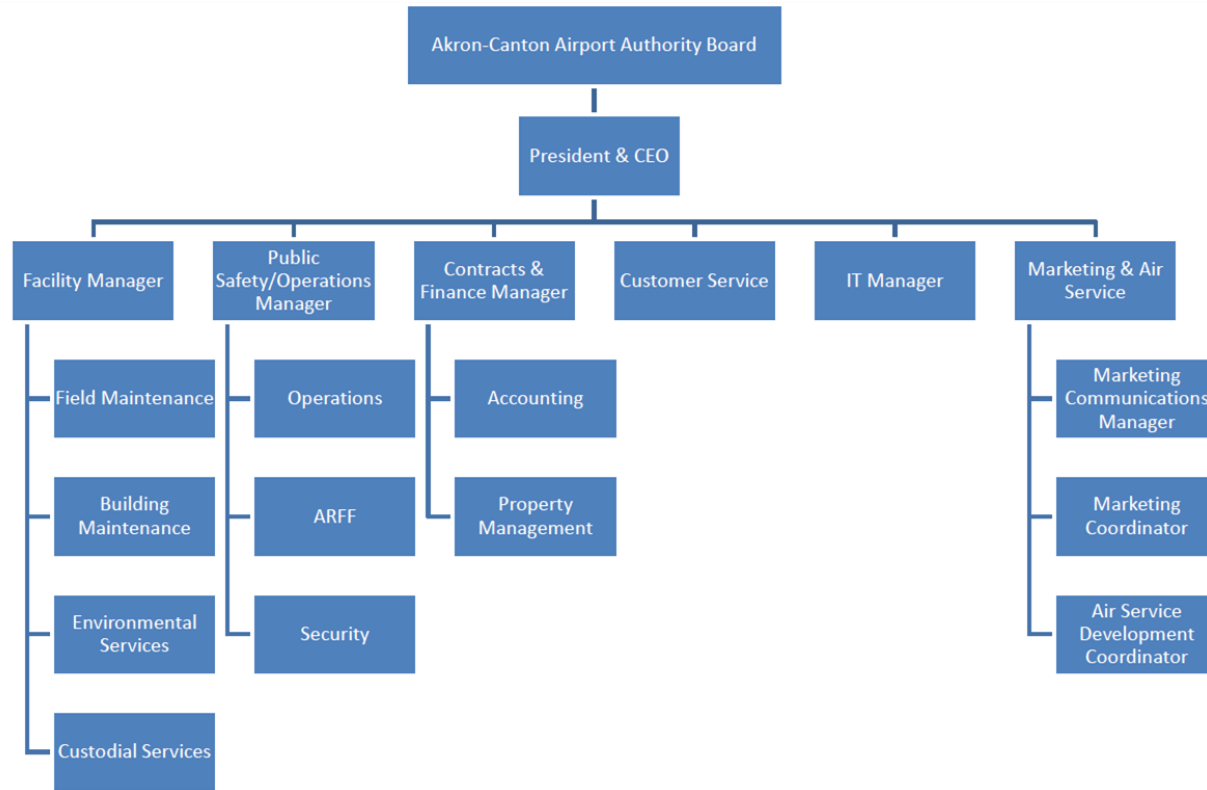 Akron-Canton Airport Authority Board
President & CEO
Facility Manager
Public
Safety/Operations
Manager
Contracts &
Finance Manager
Customer Service
IT Manager
Marketing & Air
Service
Field Maintenance
Operations
Accounting
Marketing
Communications
Manager
Building
Maintenance
ARFF
Property
Management
Marketing
Coordinator
Environmental
Services
Security
Air Service
Development
Coordinator
Custodial Services